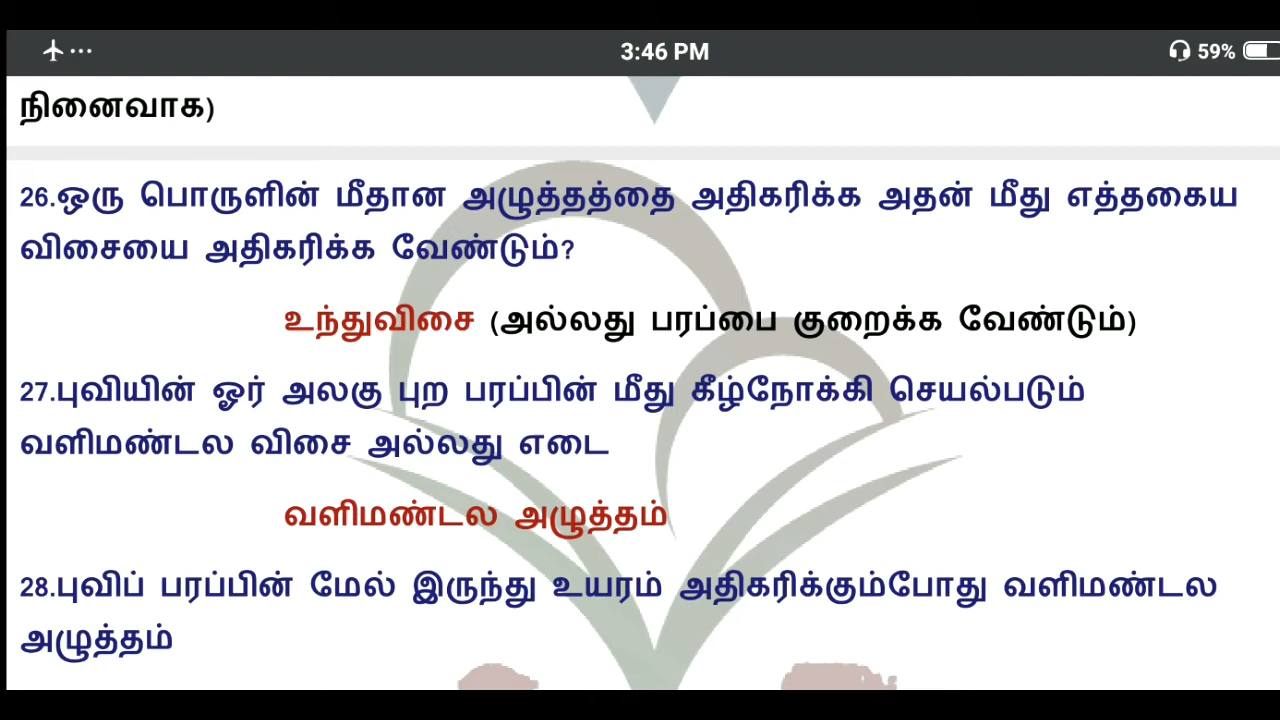 3:46 PM
59%
நினைவாக)
26.ஒரு பொருளின் மீதான அழுத்தத்தை அதிகரிக்க அதன் மீது எத்தகைய
விசையை அதிகரிக்க வேண்டும்?
உந்துவிசை (அல்லது பரப்பை குறைக்க வேண்டும்)
27.புவியின் ஓர் அலகு புற பரப்பின் மீது கீழ்நோக்கி செயல்படும்
வளிமண்டல விசை அல்லது எடை
வளிமண்டல அழுத்தம்
28.புவிப் பரப்பின் மேல் இருந்து உயரம் அதிகரிக்கும்போது வளிமண்டல
அழுத்தம்